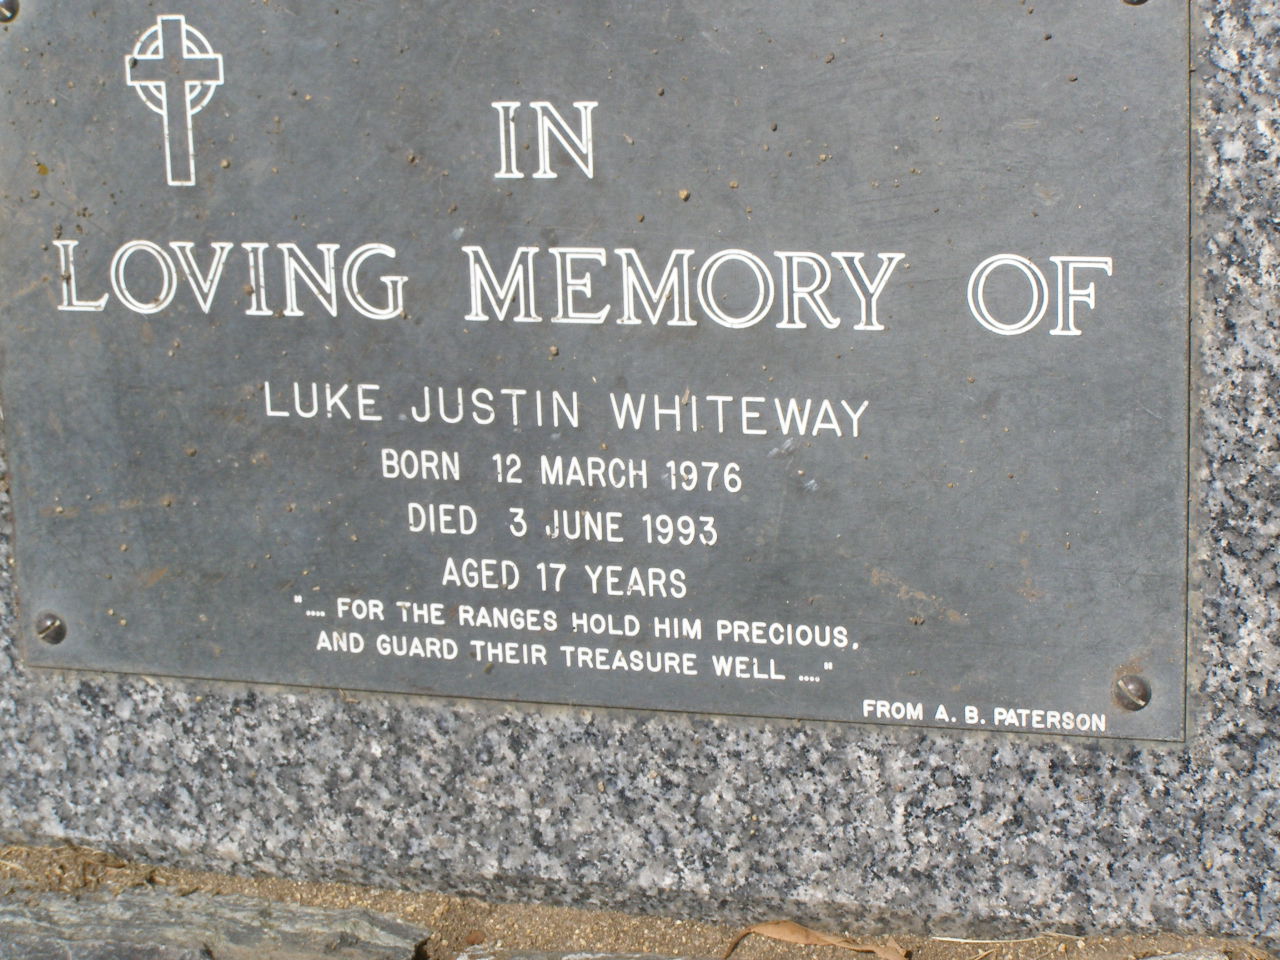 IN
LOVING MEMORY OF
LUKE JUSTIN WHITEWAY
BORN 12 MARCH 1976
DIED 3 JUNE 1993
AGED 17 YEARS
".... FOR THE RANGES HOLD HIM PRECIOUS.
AND GUARD THEIR TREASURE WELL ...."
FROM A. B. PATERSON